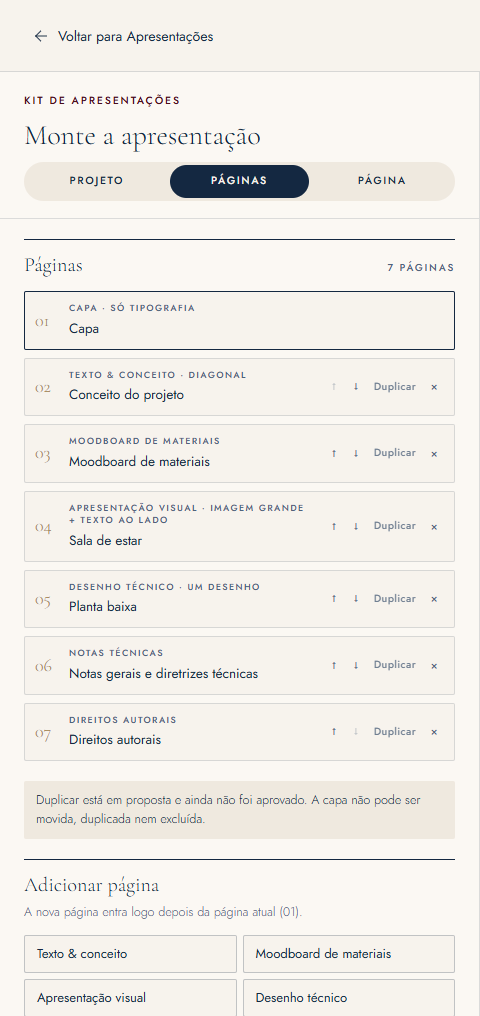 ← Voltar para Apresentações
KIT DE APRESENTAÇÕES
Monte a apresentação
PROJETO PÁGINAS PÁGINA
Páginas 7 PÁGINAS
01 CAPA · SÓ TIPOGRAFIA
Capa
02 TEXTO & CONCEITO · DIAGONAL
Conceito do projeto ↑ ↓ Duplicar ×
03 MOODBOARD DE MATERIAIS
Moodboard de materiais ↑ ↓ Duplicar ×
04 APRESENTAÇÃO VISUAL · IMAGEM GRANDE
+ TEXTO AO LADO
Sala de estar ↑ ↓ Duplicar ×
05 DESENHO TÉCNICO · UM DESENHO
Planta baixa ↑ ↓ Duplicar ×
06 NOTAS TÉCNICAS
Notas gerais e diretrizes técnicas ↑ ↓ Duplicar ×
07 DIREITOS AUTORAIS
Direitos autorais ↑ ↓ Duplicar ×
Duplicar está em proposta e ainda não foi aprovado. A capa não pode ser
movida, duplicada nem excluída.
Adicionar página
A nova página entra logo depois da página atual (01).
Texto & conceito Moodboard de materiais
Apresentação visual Desenho técnico